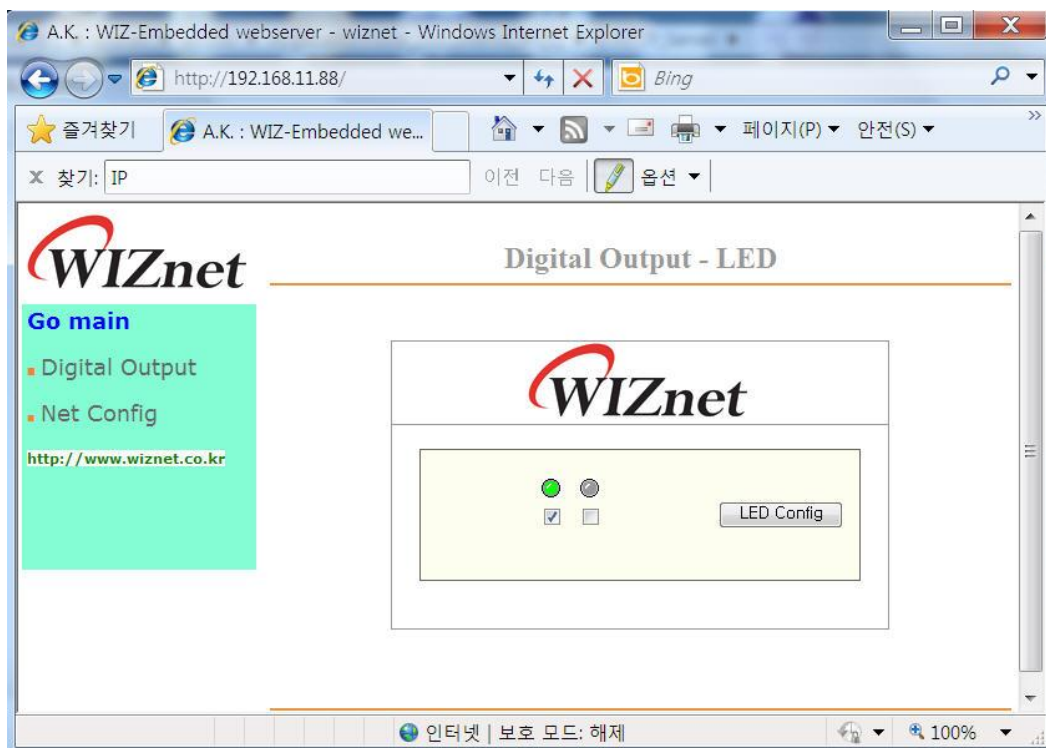 A.K. : WIZ-Embedded webserver - wiznet - Windows Internet Explorer
http://192.168.11.88/
Bing
즐겨찾기
A.K. : WIZ-Embedded we...
페이지(P)
안전(S)
x 찾기: IP
이전 다음
옵션
WIZnet
Digital Output - LED
Go main
Digital Output
Net Config
http://www.wiznet.co.kr
WIZnet
LED Config
인터넷 | 보호 모드: 해제
100%